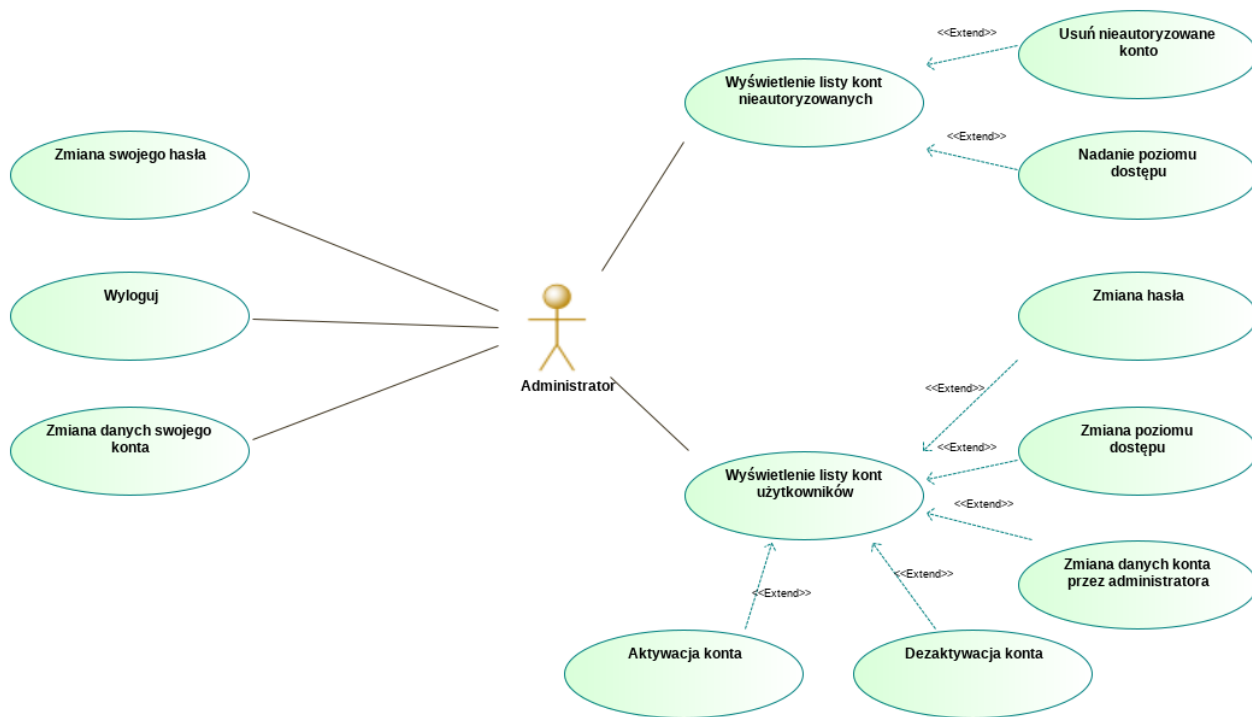 <<Extend>>
Usuń nieautoryzowane
konto
Wyświetlenie listy kont
nieautoryzowanych
<<Extend>>
Nadanie poziomu
dostępu
Zmiana swojego hasła
Wyloguj
Zmiana danych swojego
konta
Administrator
Zmiana hasła
<<Extend>>
Zmiana poziomu
dostępu
<<Extend>>
Wyświetlenie listy kont
użytkowników
<<Extend>>
Zmiana danych konta
przez administratora
<<Extend>>
<<Extend>>
Aktywacja konta
Dezaktywacja konta